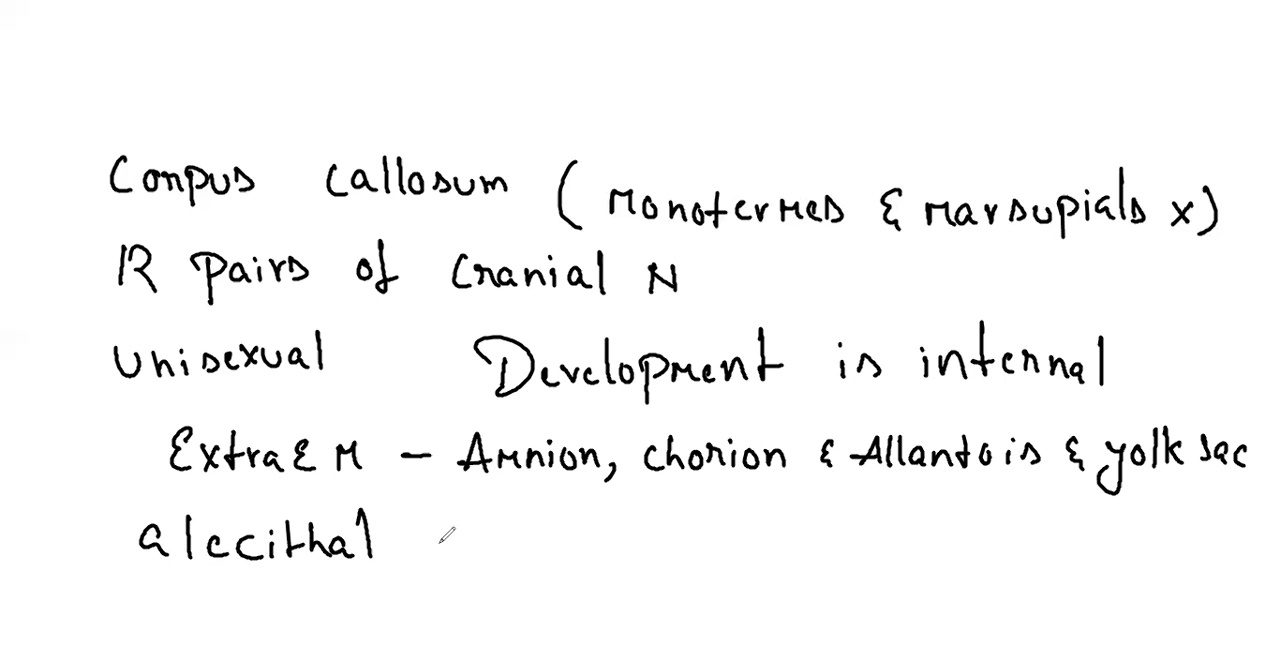 Corpus callosum (Monotermes & marsupials x)
12 pairs of cranial N
Unisexual Development is internal
Extra E M - Amnion, chorion & Allantois & yolk sac
alecithal